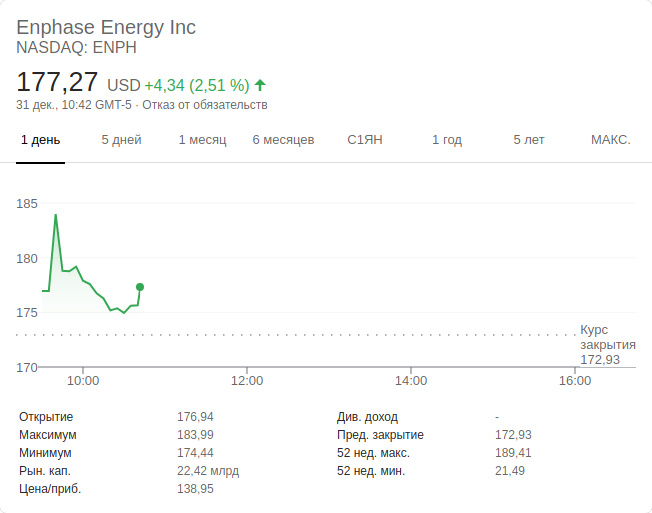 Enphase Energy Inc
NASDAQ: ENPH
177,27 USD +4,34 (2,51 %)
31 дек., 10:42 GMT-5 · Отказ от обязательств
1 день 5 дней 1 месяц 6 месяцев С1ЯН 1 год 5 лет МАКС.
185
180
175
Курс
закрытия
172,93
170
10:00 12:00 14:00 16:00
Открытие 176,94 Див. доход -
Максимум 183,99 Пред. закрытие 172,93
Минимум 174,44 52 нед. макс. 189,41
Рын. кап. 22,42 млрд 52 нед. мин. 21,49
Цена/приб. 138,95